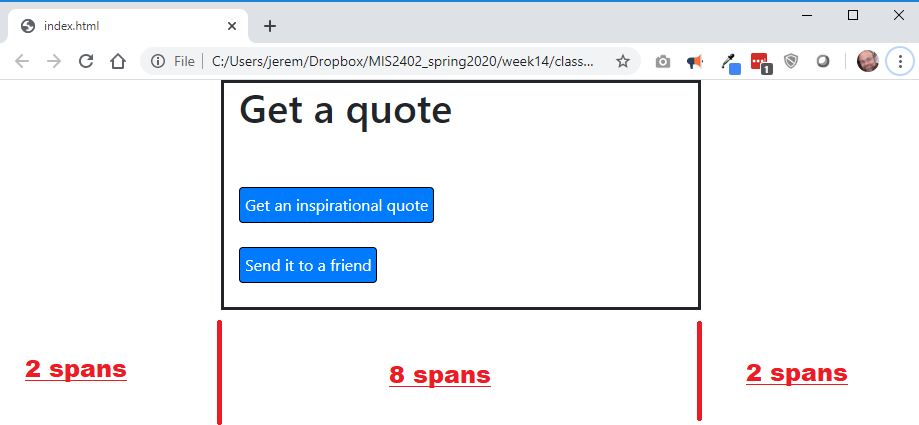 index.html
File
C:/Users/jerem/Dropbox/MIS2402_spring2020/week14/class...
1
Get a quote
Get an inspirational quote
Send it to a friend
2 spans
8 spans
2 spans